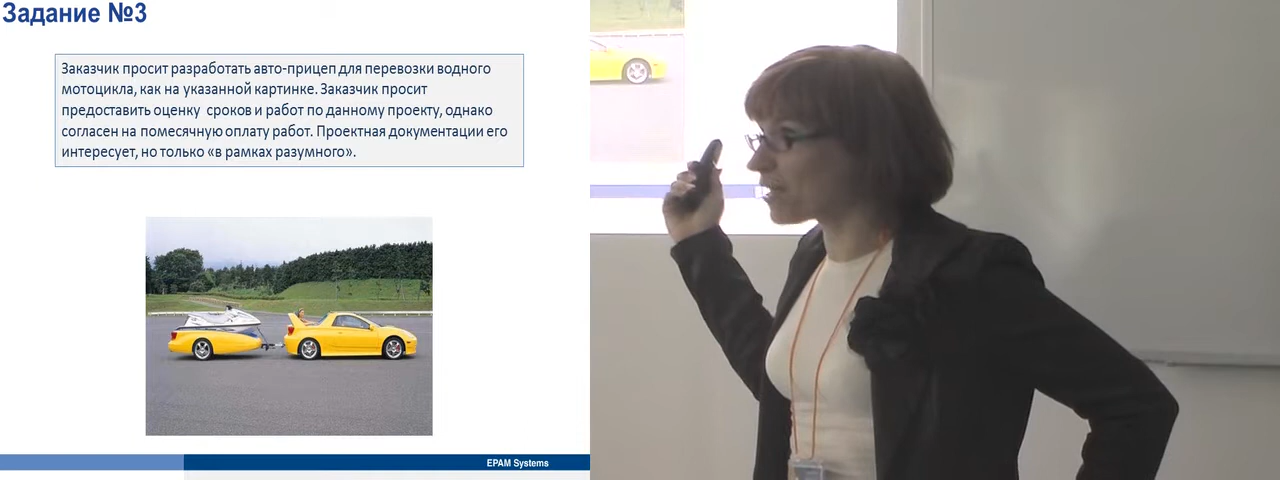 Задание №3
Заказчик просит разработать авто-прицеп для перевозки водного
мотоцикла, как на указанной картинке. Заказчик просит
предоставить оценку  сроков и работ по данному проекту, однако
согласен на помесячную оплату работ. Проектная документации его
интересует, но только «в рамках разумного».
EPAM Systems